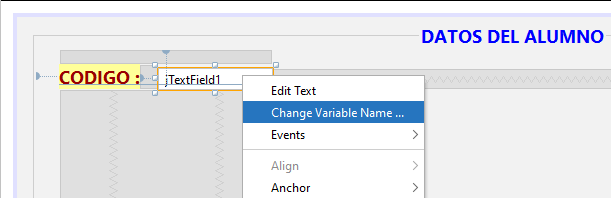 DATOS DEL ALUMNO
CODIGO :
jTextField1
Edit Text
Change Variable Name ...
Events
Align
Anchor